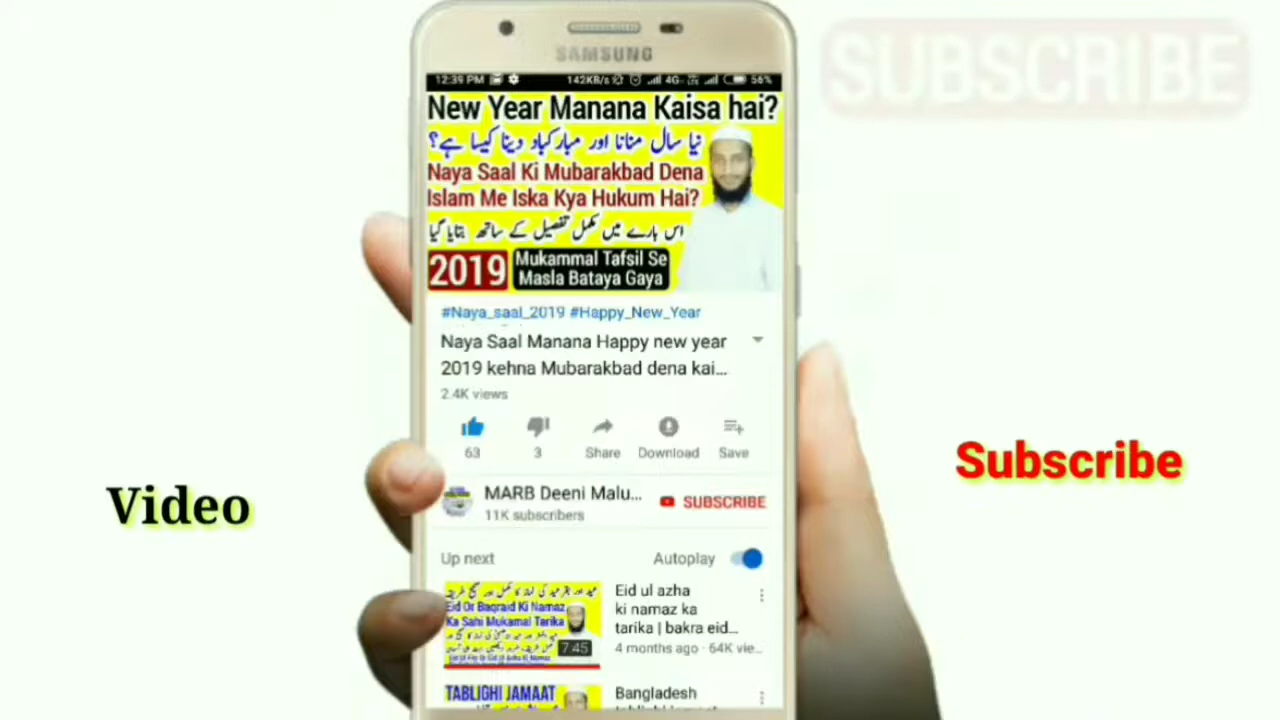 SUBSCRIBE
SAMSUNG
12:39 PM 142KB/s 4G 56%
New Year Manana Kaisa hai?
نیا سال منانا اور مبارکباد دینا کیسا ہے؟
Naya Saal Ki Mubarakbad Dena
Islam Me Iska Kya Hukum Hai?
اس بارے میں مکمل تفصیل کے ساتھ بتایا گیا
2019
Mukammal Tafsil Se
Masla Bataya Gaya
#Naya_saal_2019 #Happy_New_Year
Naya Saal Manana Happy new year
2019 kehna Mubarakbad dena kai...
2.4K views
63
3
Share
Download
Save
MARB Deeni Malu...
11K subscribers
SUBSCRIBE
Video
Subscribe
Up next
Autoplay
Eid Or Baqraid Ki Namaz
Ka Sahi Mukamal Tarika
7:45
Eid ul azha
ki namaz ka
tarika | bakra eid...
4 months ago · 64K vie...
TABLIGHI JAMAAT
Bangladesh